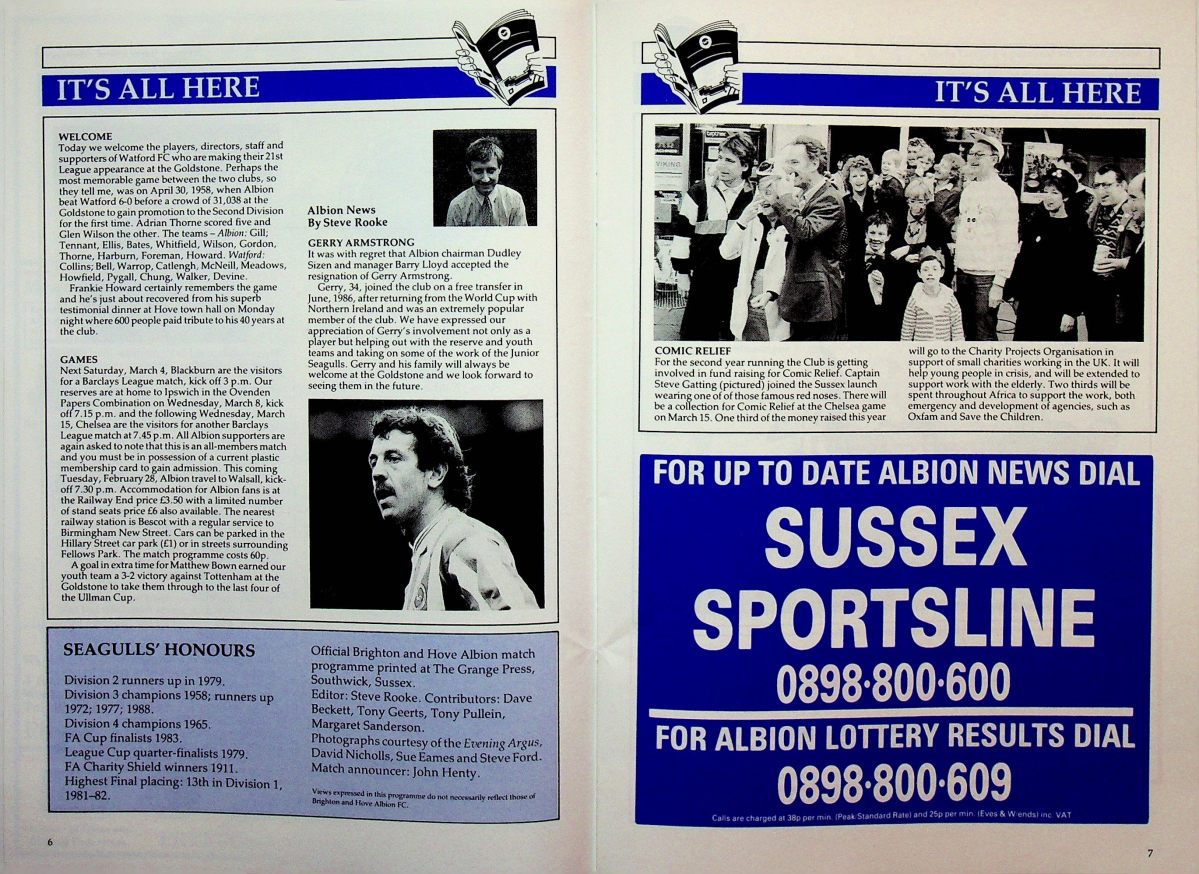 IT'S ALL HERE
WELCOME
Today we welcome the players, directors, staff and
supporters of Watford FC who are making their 21st
League appearance at the Goldstone. Perhaps the
most memorable game between the two clubs, so
they tell me, was on April 30, 1958, when Albion
beat Watford 6-0 before a crowd of 31,038 at the
Goldstone to gain promotion to the Second Division
for the first time. Adrian Thorne scored five and
Glen Wilson the other. The teams – Albion: Gill;
Tennant, Ellis, Bates, Whitfield, Wilson, Gordon,
Thorne, Harburn, Foreman, Howard. Watford:
Collins; Bell, Warrop, Catlengh, McNeill, Meadows,
Howfield, Pygall, Chung, Walker, Devine.
Frankie Howard certainly remembers the game
and he's just about recovered from his superb
testimonial dinner at Hove town hall on Monday
night where 600 people paid tribute to his 40 years at
the club.
GAMES
Next Saturday, March 4, Blackburn are the visitors
for a Barclays League match, kick off 3 p.m. Our
reserves are at home to Ipswich in the Ovenden
Papers Combination on Wednesday, March 8, kick
off 7.15 p.m. and the following Wednesday, March
15, Chelsea are the visitors for another Barclays
League match at 7.45 p.m. All Albion supporters are
again asked to note that this is an all-members match
and you must be in possession of a current plastic
membership card to gain admission. This coming
Tuesday, February 28, Albion travel to Walsall, kick-
off 7.30 p.m. Accommodation for Albion fans is at
the Railway End price £3.50 with a limited number
of stand seats price £6 also available. The nearest
railway station is Bescot with a regular service to
Birmingham New Street. Cars can be parked in the
Hillary Street car park (£1) or in streets surrounding
Fellows Park. The match programme costs 60p.
A goal in extra time for Matthew Bown earned our
youth team a 3-2 victory against Tottenham at the
Goldstone to take them through to the last four of
the Ullman Cup.
Albion News
By Steve Rooke
GERRY ARMSTRONG
It was with regret that Albion chairman Dudley
Sizen and manager Barry Lloyd accepted the
resignation of Gerry Armstrong.
Gerry, 34, joined the club on a free transfer in
June, 1986, after returning from the World Cup with
Northern Ireland and was an extremely popular
member of the club. We have expressed our
appreciation of Gerry's involvement not only as a
player but helping out with the reserve and youth
teams and taking on some of the work of the Junior
Seagulls. Gerry and his family will always be
welcome at the Goldstone and we look forward to
seeing them in the future.
SEAGULLS' HONOURS
Division 2 runners up in 1979.
Division 3 champions 1958; runners up
1972; 1977; 1988.
Division 4 champions 1965.
FA Cup finalists 1983.
League Cup quarter-finalists 1979.
FA Charity Shield winners 1911.
Highest Final placing: 13th in Division 1,
1981–82.
Official Brighton and Hove Albion match
programme printed at The Grange Press,
Southwick, Sussex.
Editor: Steve Rooke. Contributors: Dave
Beckett, Tony Geerts, Tony Pullein,
Margaret Sanderson.
Photographs courtesy of the Evening Argus,
David Nicholls, Sue Eames and Steve Ford.
Match announcer: John Henty.
Views expressed in this programme do not necessarily reflect those of
Brighton and Hove Albion FC.
6
IT'S ALL HERE
VIKING
COMIC RELIEF
For the second year running the Club is getting
involved in fund raising for Comic Relief. Captain
Steve Gatting (pictured) joined the Sussex launch
wearing one of those famous red noses. There will
be a collection for Comic Relief at the Chelsea game
on March 15. One third of the money raised this year
will go to the Charity Projects Organisation in
support of small charities working in the UK. It will
help young people in crisis, and will be extended to
support work with the elderly. Two thirds will be
spent throughout Africa to support the work, both
emergency and development of agencies, such as
Oxfam and Save the Children.
FOR UP TO DATE ALBION NEWS DIAL
SUSSEX
SPORTSLINE
0898·800·600
FOR ALBION LOTTERY RESULTS DIAL
0898·800·609
Calls are charged at 38p per min. (Peak/Standard Rate) and 25p per min. (Eves & W/ends) inc. VAT
7